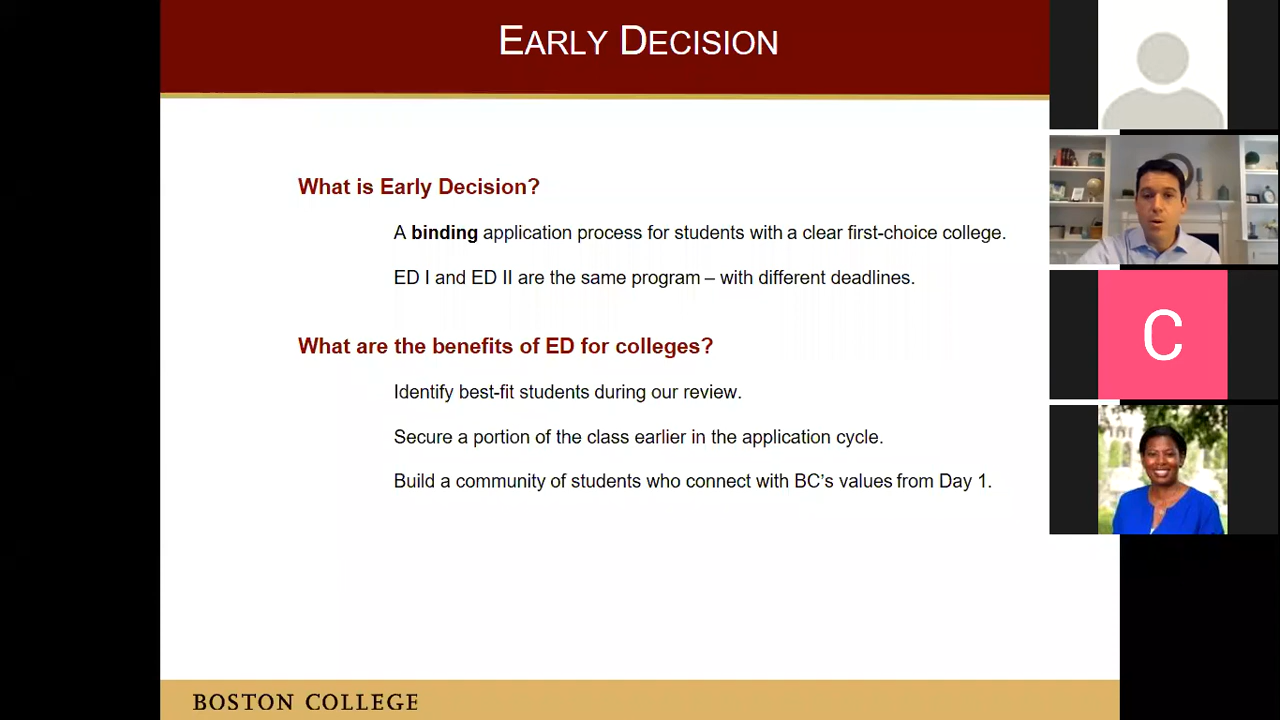 EARLY DECISION
What is Early Decision?
A binding application process for students with a clear first-choice college.
ED I and ED II are the same program – with different deadlines.
What are the benefits of ED for colleges?
Identify best-fit students during our review.
Secure a portion of the class earlier in the application cycle.
Build a community of students who connect with BC's values from Day 1.
C
BOSTON COLLEGE